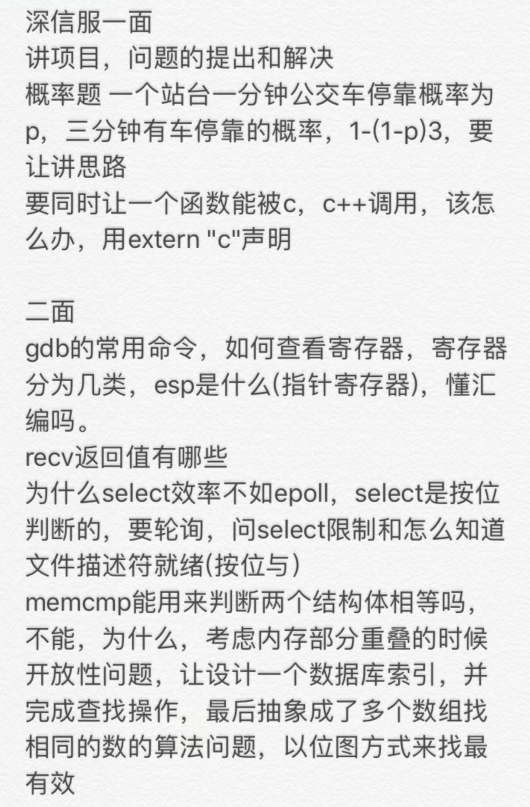 深信服一面
讲项目，问题的提出和解决
概率题 一个站台一分钟公交车停靠概率为
p，三分钟有车停靠的概率，1-(1-p)3，要
让讲思路
要同时让一个函数能被c，c++调用，该怎
么办，用extern "c"声明

二面
gdb的常用命令，如何查看寄存器，寄存器
分为几类，esp是什么(指针寄存器)，懂汇
编吗。
recv返回值有哪些
为什么select效率不如epoll，select是按位
判断的，要轮询，问select限制和怎么知道
文件描述符就绪(按位与)
memcmp能用来判断两个结构体相等吗，
不能，为什么，考虑内存部分重叠的时候
开放性问题，让设计一个数据库索引，并
完成查找操作，最后抽象成了多个数组找
相同的数的算法问题，以位图方式来找最
有效